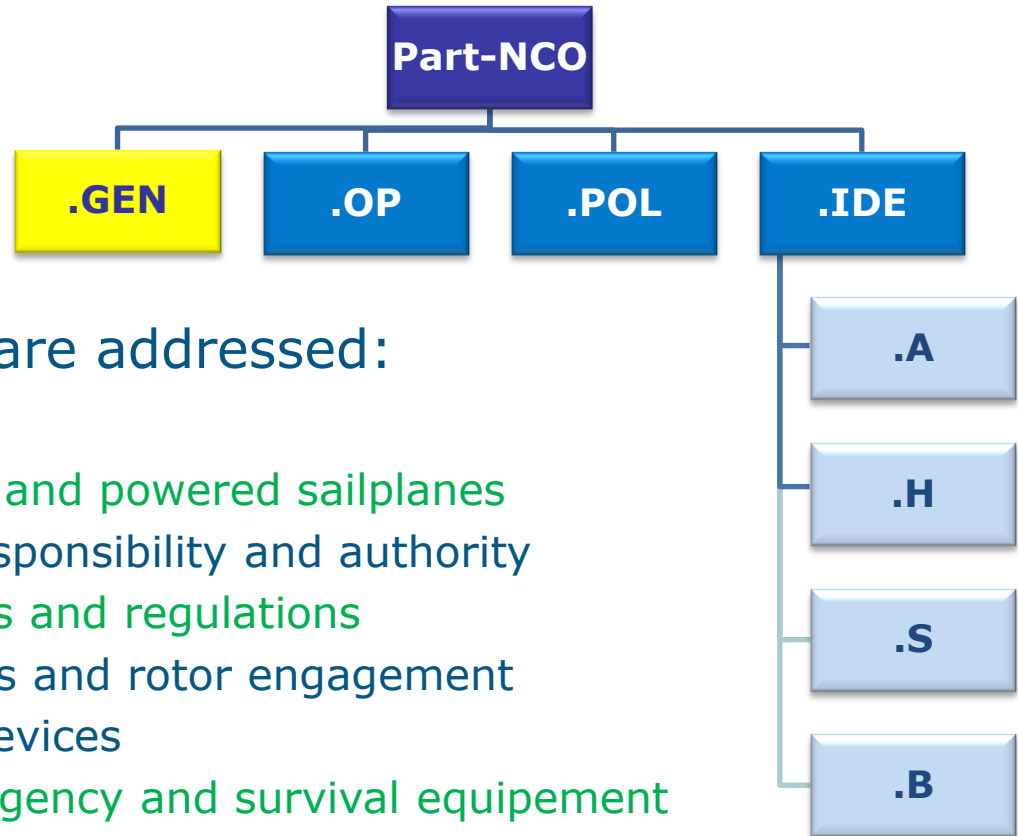 Part-NCO
.GEN
.OP
.POL
.IDE
.A
.H
.S
.B
are addressed:
and powered sailplanes
sponsibility and authority
s and regulations
s and rotor engagement
evices
gency and survival equipement